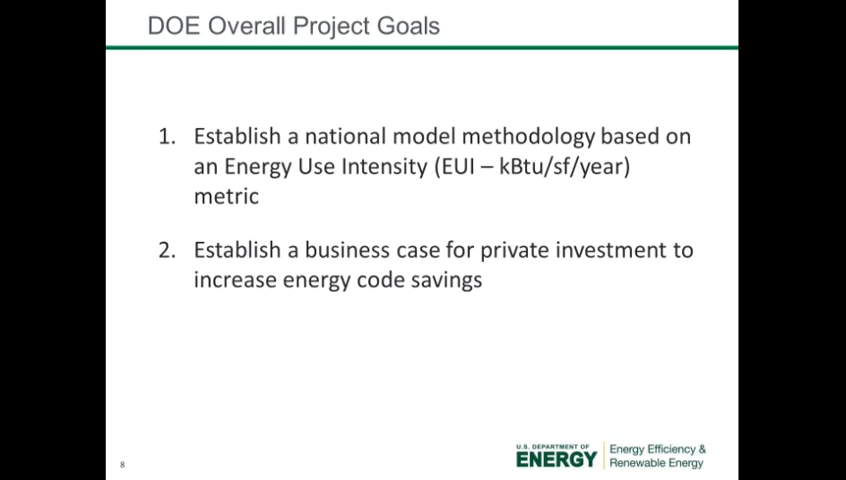 DOE Overall Project Goals
1. Establish a national model methodology based on
an Energy Use Intensity (EUI – kBtu/sf/year)
metric
2. Establish a business case for private investment to
increase energy code savings
8
U.S. DEPARTMENT OF
ENERGY
Energy Efficiency &
Renewable Energy